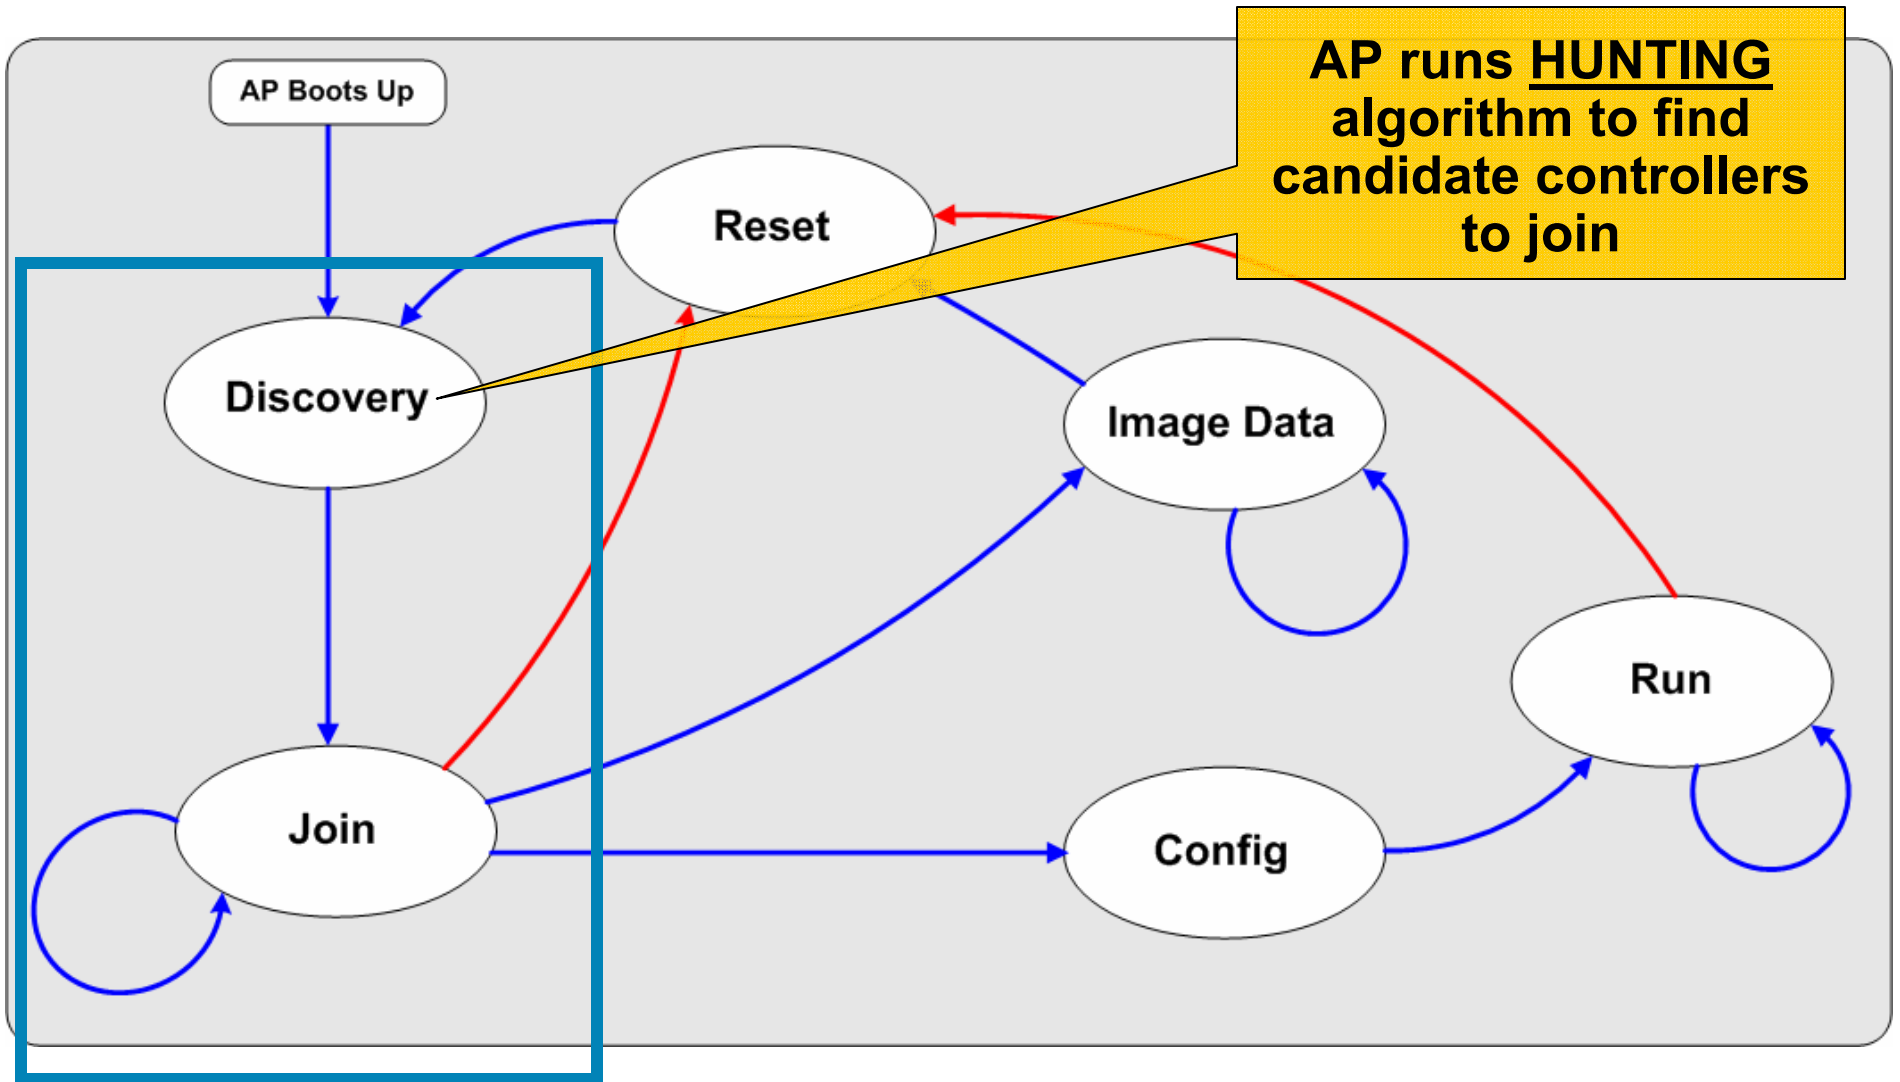 AP Boots Up
AP runs HUNTING
algorithm to find
candidate controllers
to join
Reset
Discovery
Image Data
Run
Join
Config